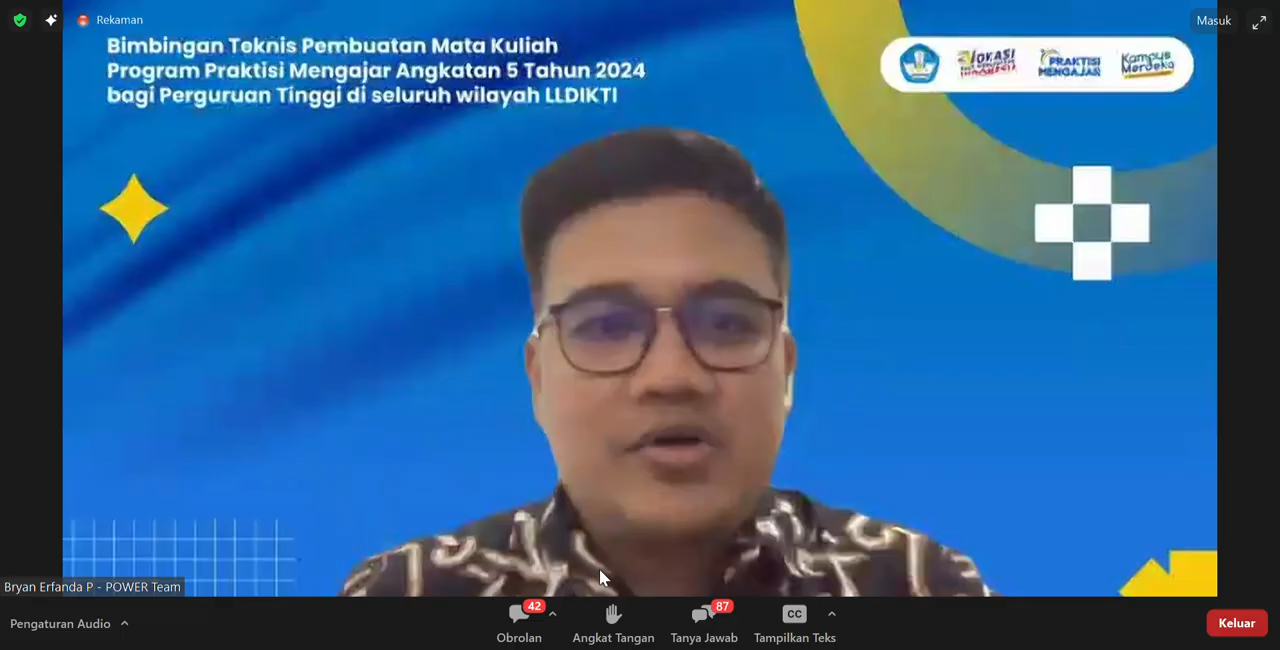 Rekaman
Masuk
Bimbingan Teknis Pembuatan Mata Kuliah
Program Praktisi Mengajar Angkatan 5 Tahun 2024
bagi Perguruan Tinggi di seluruh wilayah LLDIKTI
VOKASI
INDONESIA
PRAKTISI
MENGAJAR
Kampus
Merdeka
Bryan Erfanda P - POWER Team
Pengaturan Audio
42
Obrolan
Angkat Tangan
87
Tanya Jawab
CC
Tampilkan Teks
Keluar